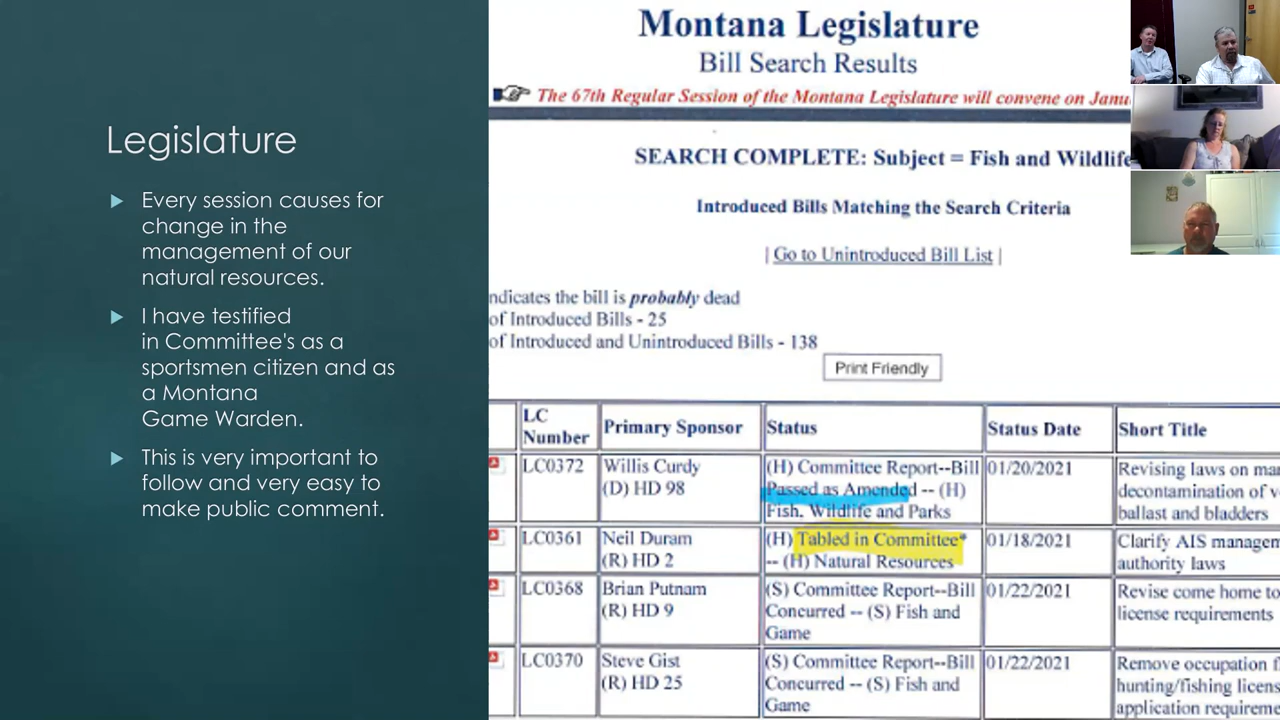 Legislature
Every session causes for
change in the
management of our
natural resources.
I have testified
in Committee's as a
sportsmen citizen and as
a Montana
Game Warden.
This is very important to
follow and very easy to
make public comment.
Montana Legislature
Bill Search Results
The 67th Regular Session of the Montana Legislature will convene on
SEARCH COMPLETE: Subject = Fish and Wildlife
Introduced Bills Matching the Search Criteria
| Go to Unintroduced Bill List |
the bill is probably dead
of Introduced Bills - 25
of Introduced and Unintroduced Bills - 138
Print Friendly
LC Number
Primary Sponsor
Status
Status Date
Short Title
LC0372
Willis Curdy
(D) HD 98
(H) Committee Report--Bill
Passed as Amended -- (H)
Fish, Wildlife and Parks
01/20/2021
Revising laws on
decontamination of
ballast and bladders
LC0361
Neil Duram
(R) HD 2
(H) Tabled in Committee*
-- (H) Natural Resources
01/18/2021
Clarify AIS
authority laws
LC0368
Brian Putnam
(R) HD 9
(S) Committee Report--Bill
Concurred -- (S) Fish and
Game
01/22/2021
Revise come home to
license requirements
LC0370
Steve Gist
(R) HD 25
(S) Committee Report--Bill
Concurred -- (S) Fish and
Game
01/22/2021
Remove occupation
hunting/fishing
application